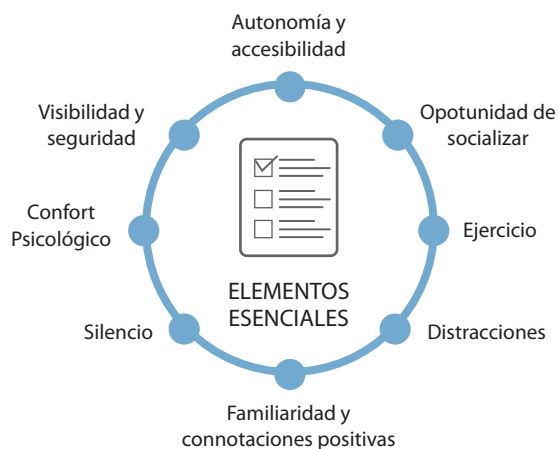 Autonomía y
accesibilidad
Opotunidad de
socializar
Ejercicio
Distracciones
Familiaridad y
connotaciones positivas
Silencio
Confort
Psicológico
Visibilidad y
seguridad
ELEMENTOS
ESENCIALES